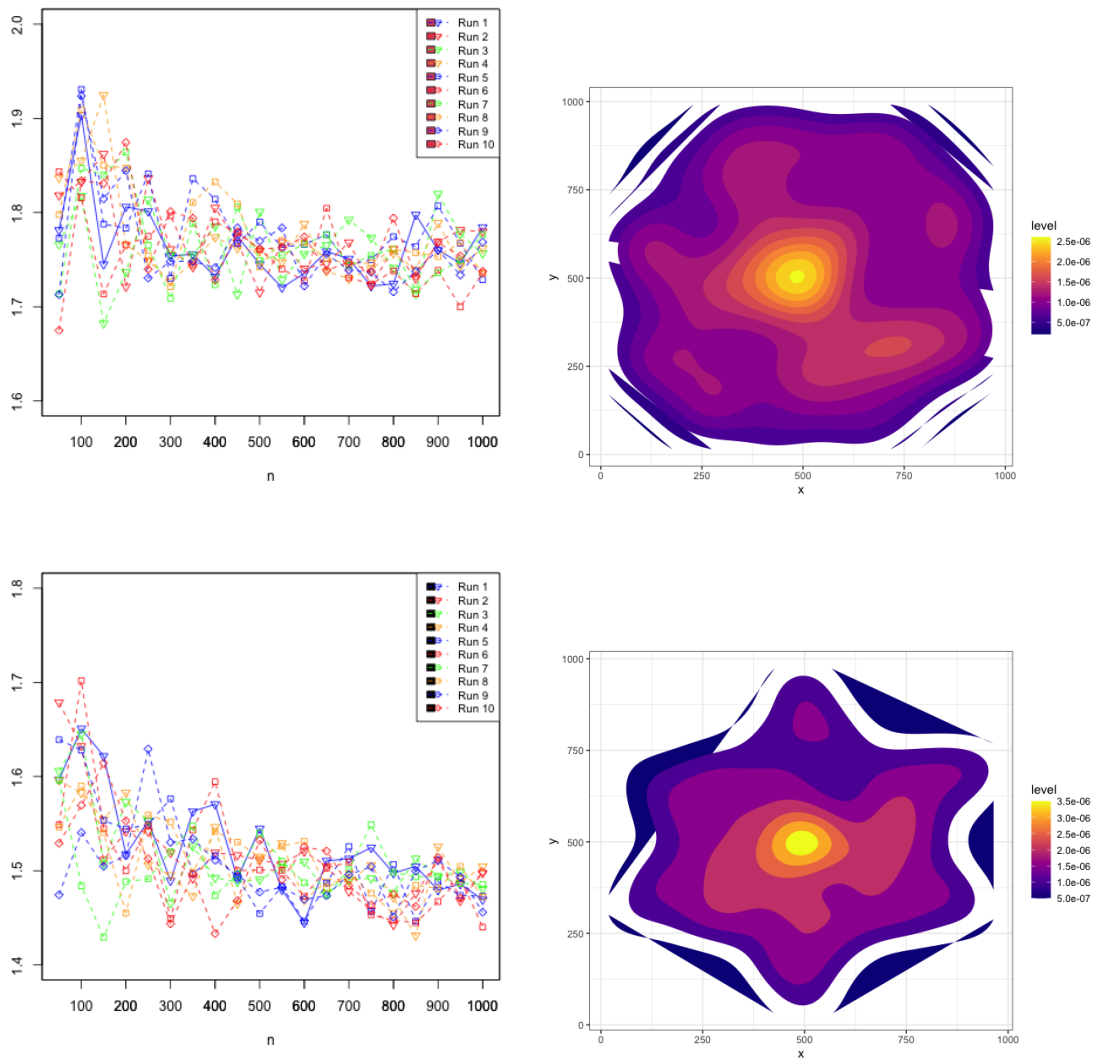 2.0
1.9
1.8
1.7
1.6
100
200
300
400
500
600
700
800
900
1000
n
Run 1
Run 2
Run 3
Run 4
Run 5
Run 6
Run 7
Run 8
Run 9
Run 10
1000
750
500
250
0
y
0
250
500
750
1000
x
level
2.5e-06
2.0e-06
1.5e-06
1.0e-06
5.0e-07
1.8
1.7
1.6
1.5
1.4
100
200
300
400
500
600
700
800
900
1000
n
Run 1
Run 2
Run 3
Run 4
Run 5
Run 6
Run 7
Run 8
Run 9
Run 10
1000
750
500
250
0
y
0
250
500
750
1000
x
level
3.5e-06
3.0e-06
2.5e-06
2.0e-06
1.5e-06
1.0e-06
5.0e-07